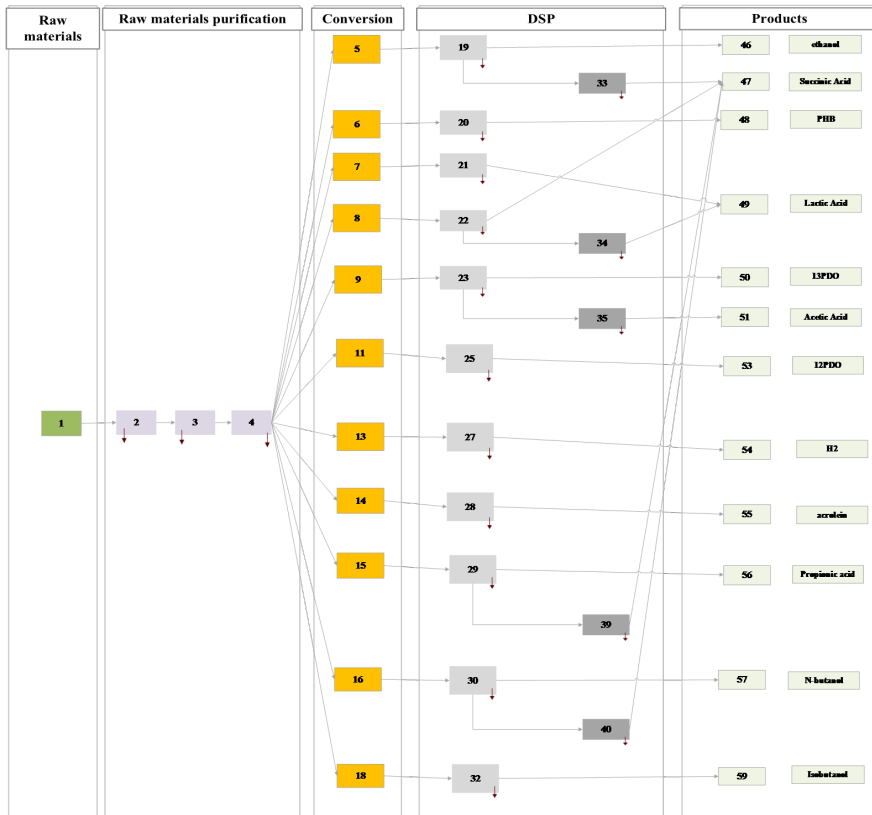 Raw materials
Raw materials purification
Conversion
DSP
Products
5
19
46
ethanol
33
47
Succinic Acid
6
20
48
PHB
7
21
8
22
49
Lactic Acid
34
9
23
50
13PDO
35
51
Acetic Acid
11
25
53
12PDO
1
2
3
4
13
27
54
H2
14
28
55
acrolein
15
29
56
Propionic acid
39
16
30
57
N-butanol
40
18
32
59
Isobutanol